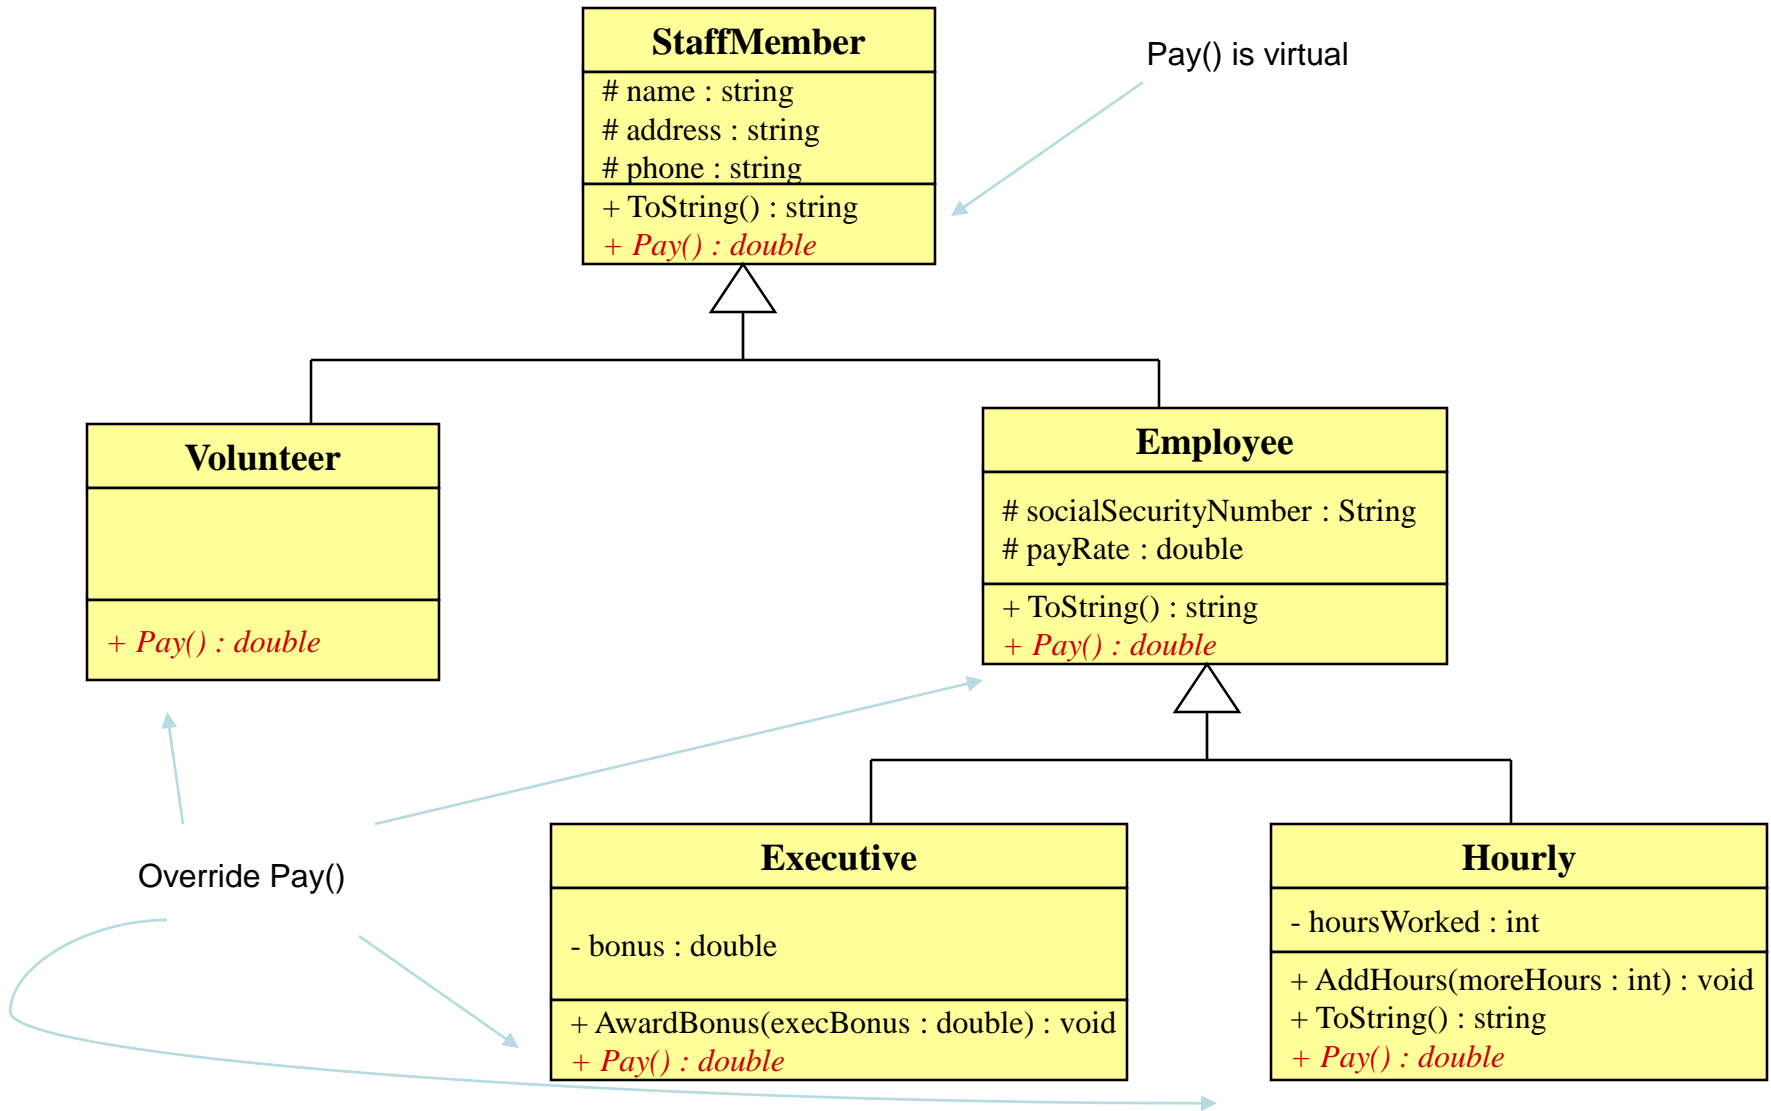 StaffMember
# name : string
# address : string
# phone : string
+ ToString() : string
+ Pay() : double
Pay() is virtual
Volunteer
+ Pay() : double
Employee
# socialSecurityNumber : String
# payRate : double
+ ToString() : string
+ Pay() : double
Override Pay()
Executive
- bonus : double
+ AwardBonus(execBonus : double) : void
+ Pay() : double
Hourly
- hoursWorked : int
+ AddHours(moreHours : int) : void
+ ToString() : string
+ Pay() : double